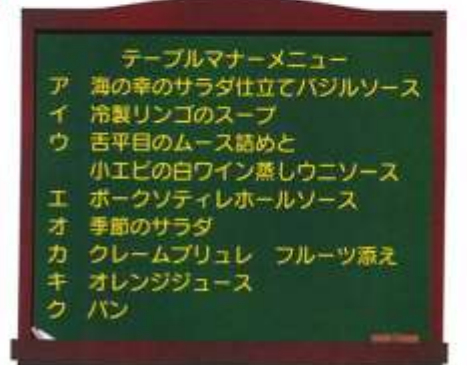 テーブルマナーメニュー
ア 海の幸のサラダ仕立てバジルソース
イ 冷製リンゴのスープ
ウ 舌平目のムース詰めと
小エビの白ワイン蒸しウニソース
エ ポークソティレホールソース
オ 季節のサラダ
カ クレームブリュレ フルーツ添え
キ オレンジジュース
ク パン